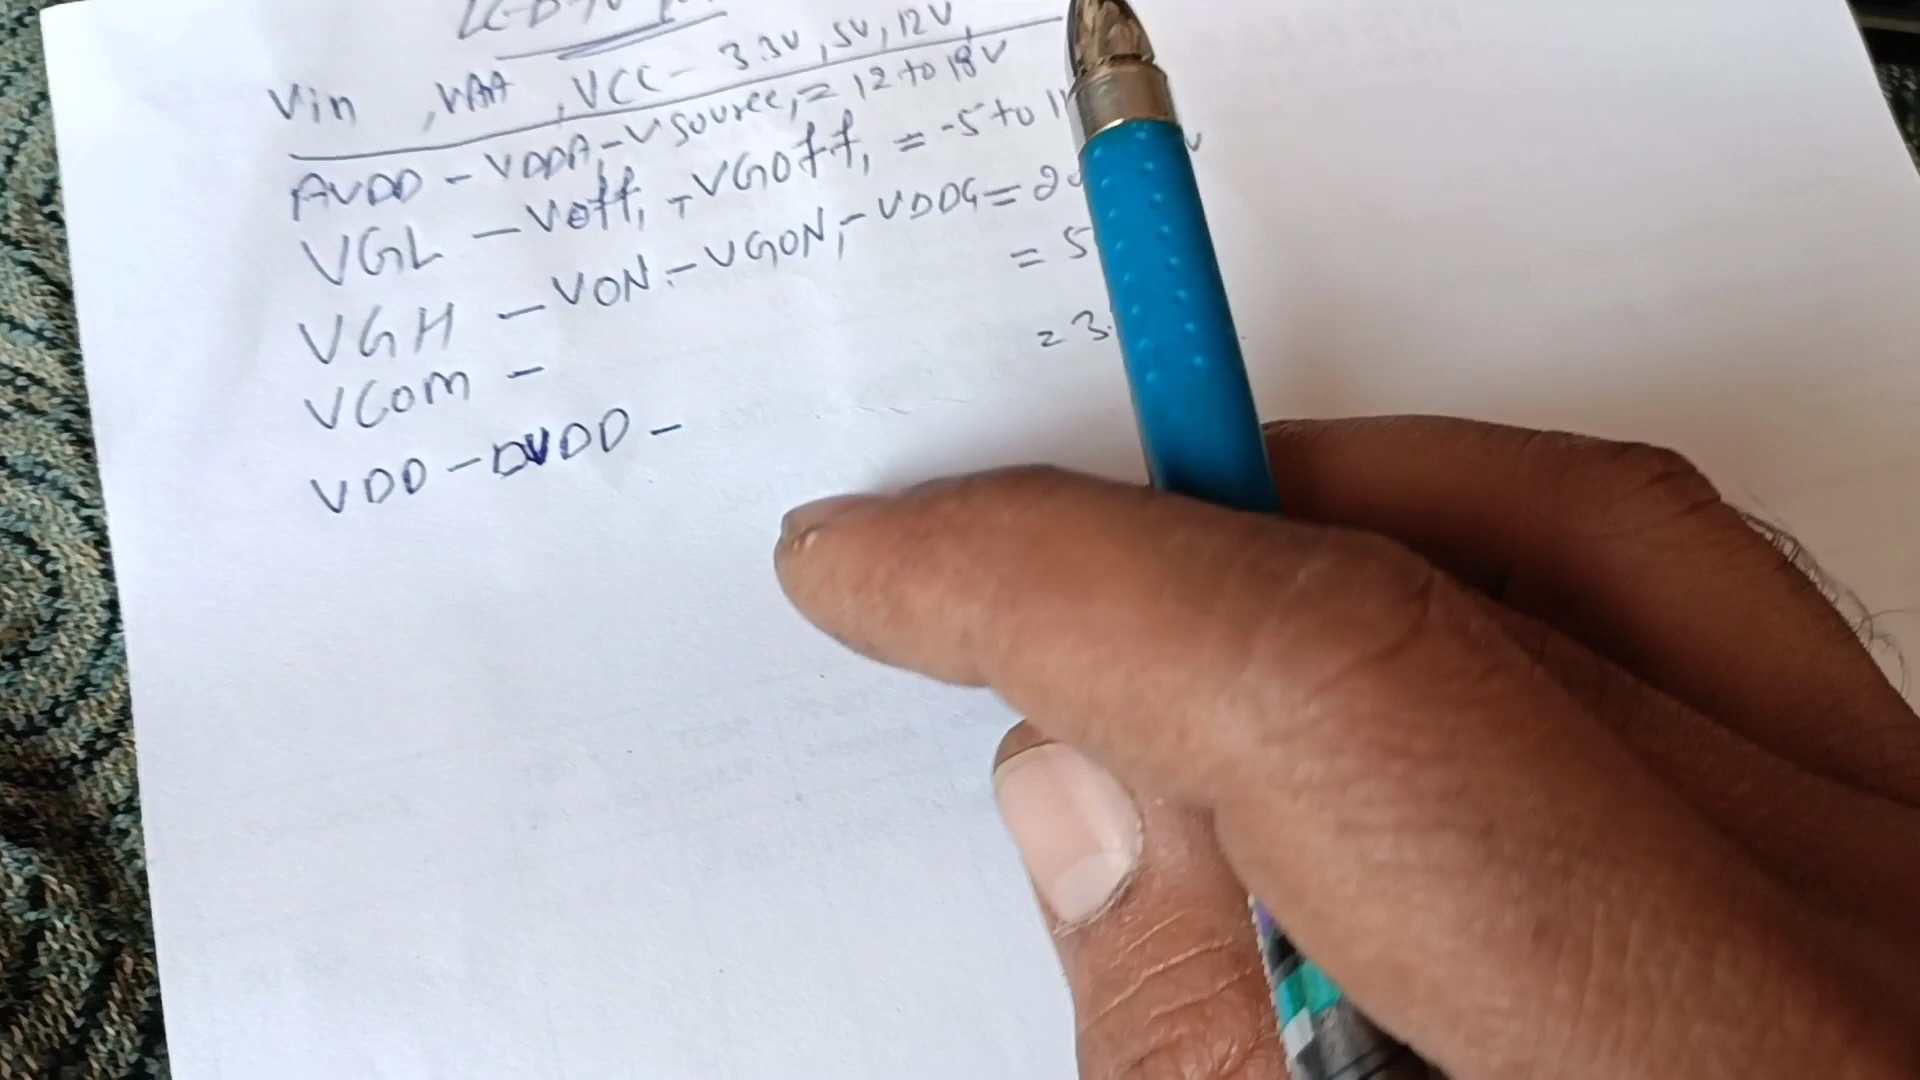 Vin , VAA , VCC - 3.3V, 5V, 12V,
AVDD - VDDA, - Vsource, = 12 to 18V
VGL - Voff, - VGOff, = -5 to
VGH - VON - VGON, - VDDG =
VCOM - = 5
VDD - DVDD - = 3.